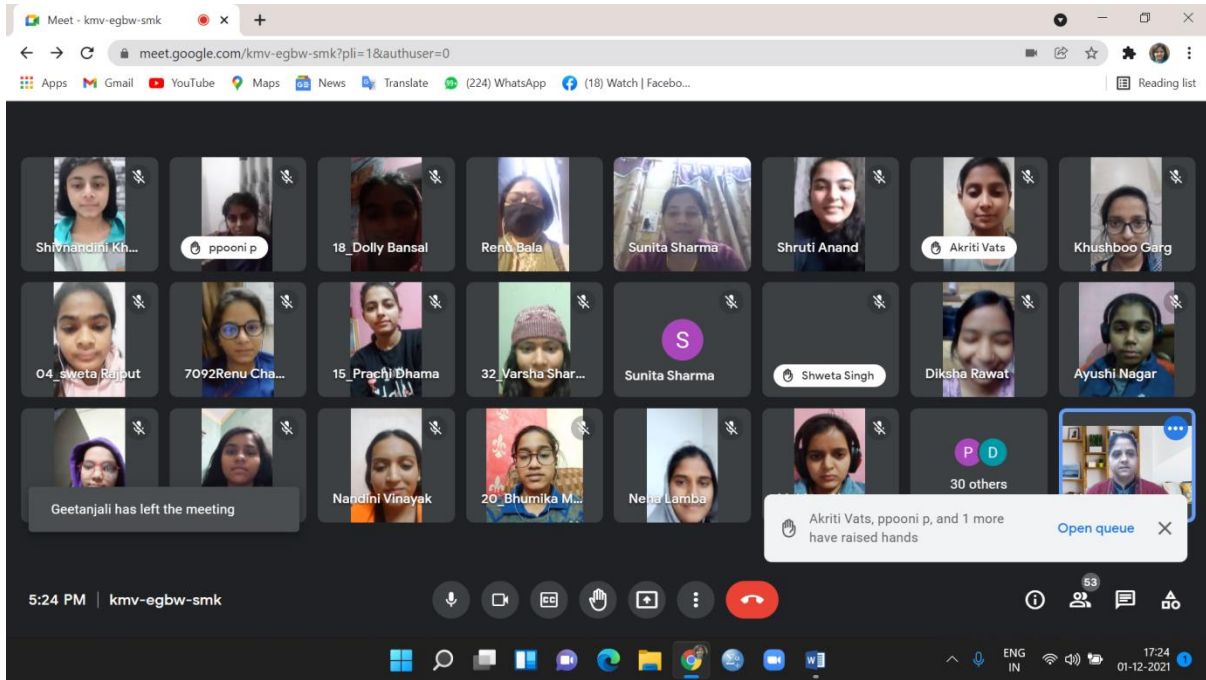 Meet - kmv-egbw-smk
meet.google.com/kmv-egbw-smk?pli=1&authuser=0
Apps Gmail YouTube Maps News Translate (224) WhatsApp (18) Watch | Facebo... Reading list
Shivnandini Kh... ppooni p 18_Dolly Bansal Renu Bala Sunita Sharma Shruti Anand Akriti Vats Khushboo Garg
S
04_sweta Rajput 7092Renu Cha... 15_Prachi Dhama 32_Varsha Shar... Sunita Sharma Shweta Singh Diksha Rawat Ayushi Nagar
P D
30 others
Nandini Vinayak 20_Bhumika M... Neha Lamba
Geetanjali has left the meeting
Akriti Vats, ppooni p, and 1 more
have raised hands
Open queue
5:24 PM | kmv-egbw-smk
CC
53
ENG
IN
17:24
01-12-2021
1